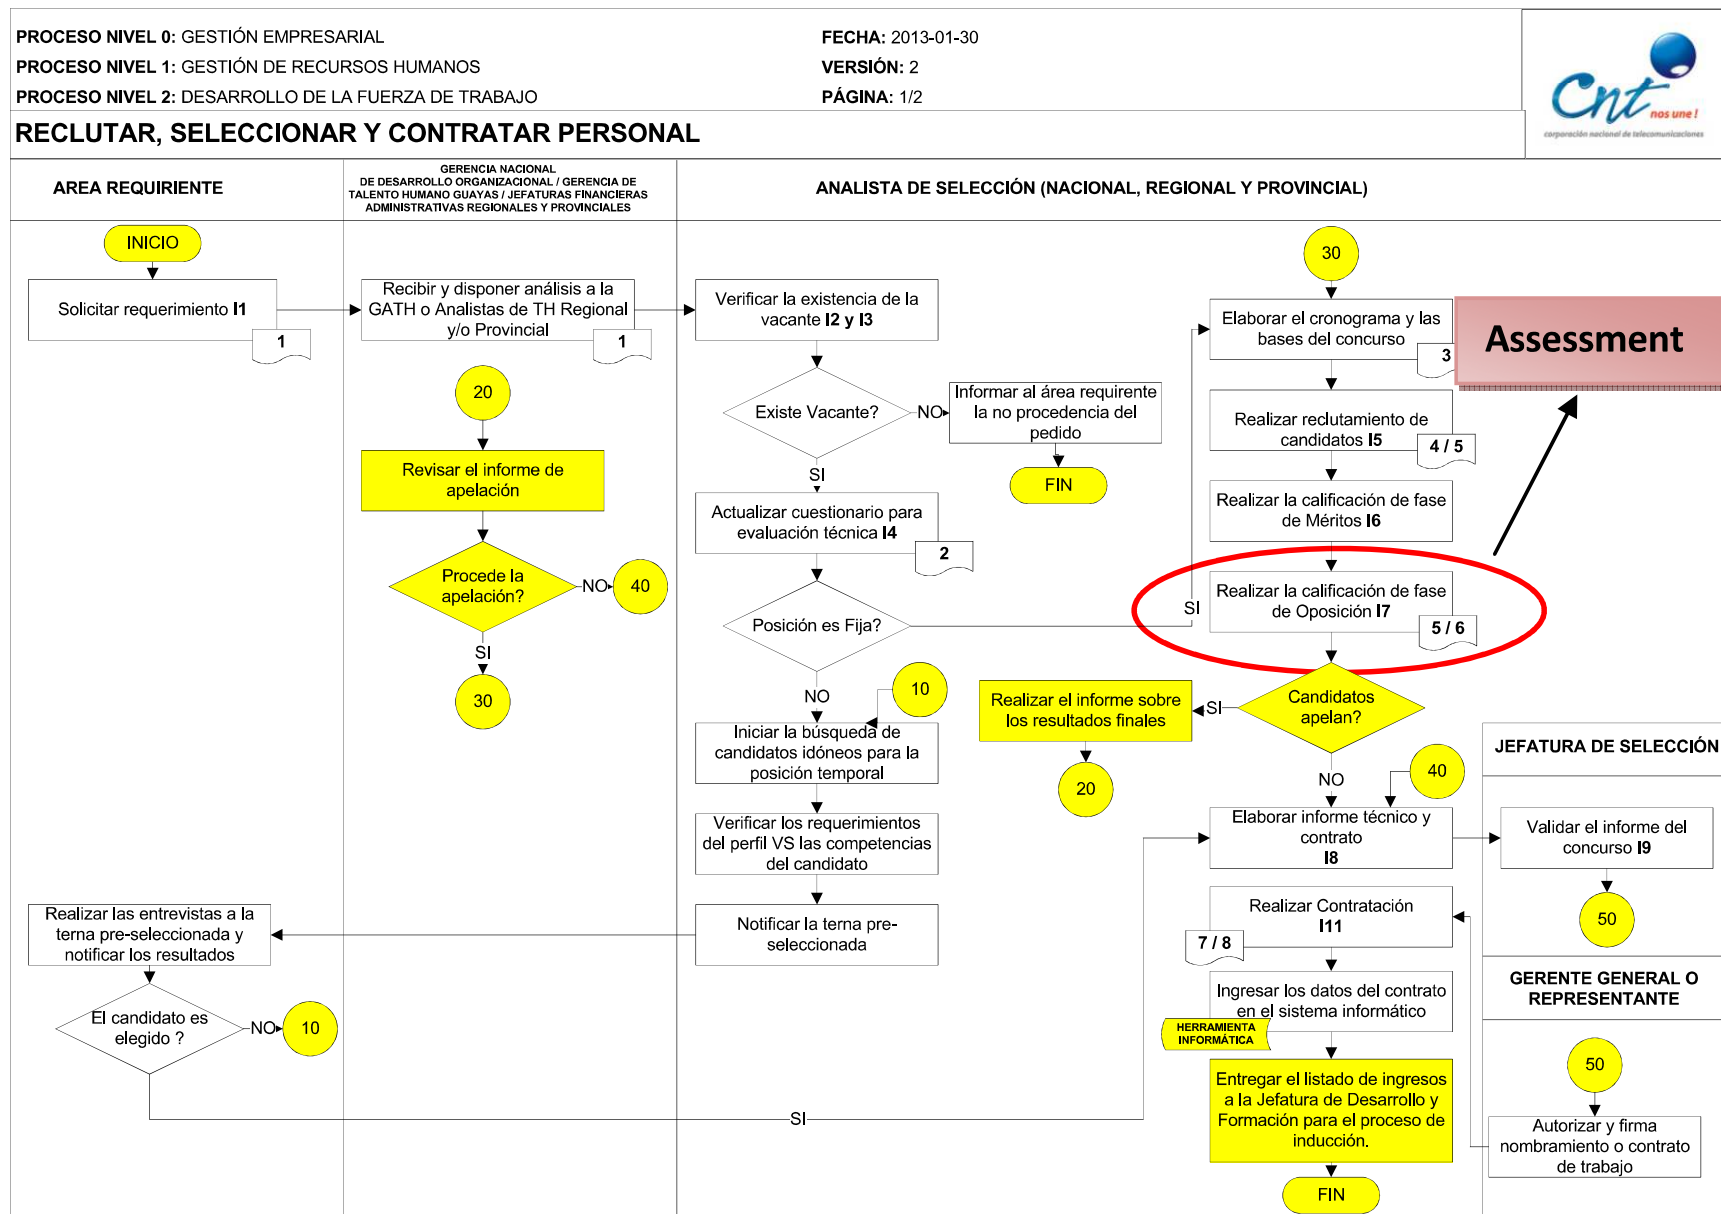 PROCESO NIVEL 0: GESTIÓN EMPRESARIAL
PROCESO NIVEL 1: GESTIÓN DE RECURSOS HUMANOS
PROCESO NIVEL 2: DESARROLLO DE LA FUERZA DE TRABAJO
FECHA: 2013-01-30
VERSIÓN: 2
PÁGINA: 1/2
Cnt
nos une!
corporación nacional de telecomunicaciones
RECLUTAR, SELECCIONAR Y CONTRATAR PERSONAL
AREA REQUIRIENTE
GERENCIA NACIONAL
DE DESARROLLO ORGANIZACIONAL / GERENCIA DE
TALENTO HUMANO GUAYAS / JEFATURAS FINANCIERAS
ADMINISTRATIVAS REGIONALES Y PROVINCIALES
ANALISTA DE SELECCIÓN (NACIONAL, REGIONAL Y PROVINCIAL)
INICIO
Solicitar requerimiento I1
1
Recibir y disponer análisis a la
GATH o Analistas de TH Regional
y/o Provincial
1
20
Revisar el informe de
apelación
Procede la
apelación?
NO
40
SI
30
Verificar la existencia de la
vacante I2 y I3
Existe Vacante?
NO
Informar al área requirente
la no procedencia del
pedido
FIN
SI
Actualizar cuestionario para
evaluación técnica I4
2
Posición es Fija?
SI
NO
10
Iniciar la búsqueda de
candidatos idóneos para la
posición temporal
Verificar los requerimientos
del perfil VS las competencias
del candidato
Notificar la terna pre-
seleccionada
Realizar las entrevistas a la
terna pre-seleccionada y
notificar los resultados
El candidato es
elegido ?
NO
10
SI
30
Elaborar el cronograma y las
bases del concurso
3
Assessment
Realizar reclutamiento de
candidatos I5
4 / 5
Realizar la calificación de fase
de Méritos I6
Realizar la calificación de fase
de Oposición I7
5 / 6
Candidatos
apelan?
SI
Realizar el informe sobre
los resultados finales
20
NO
40
Elaborar informe técnico y
contrato
I8
JEFATURA DE SELECCIÓN
Validar el informe del
concurso I9
50
Realizar Contratación
I11
7 / 8
Ingresar los datos del contrato
en el sistema informático
HERRAMIENTA
INFORMÁTICA
Entregar el listado de ingresos
a la Jefatura de Desarrollo y
Formación para el proceso de
inducción.
FIN
GERENTE GENERAL O
REPRESENTANTE
50
Autorizar y firma
nombramiento o contrato
de trabajo